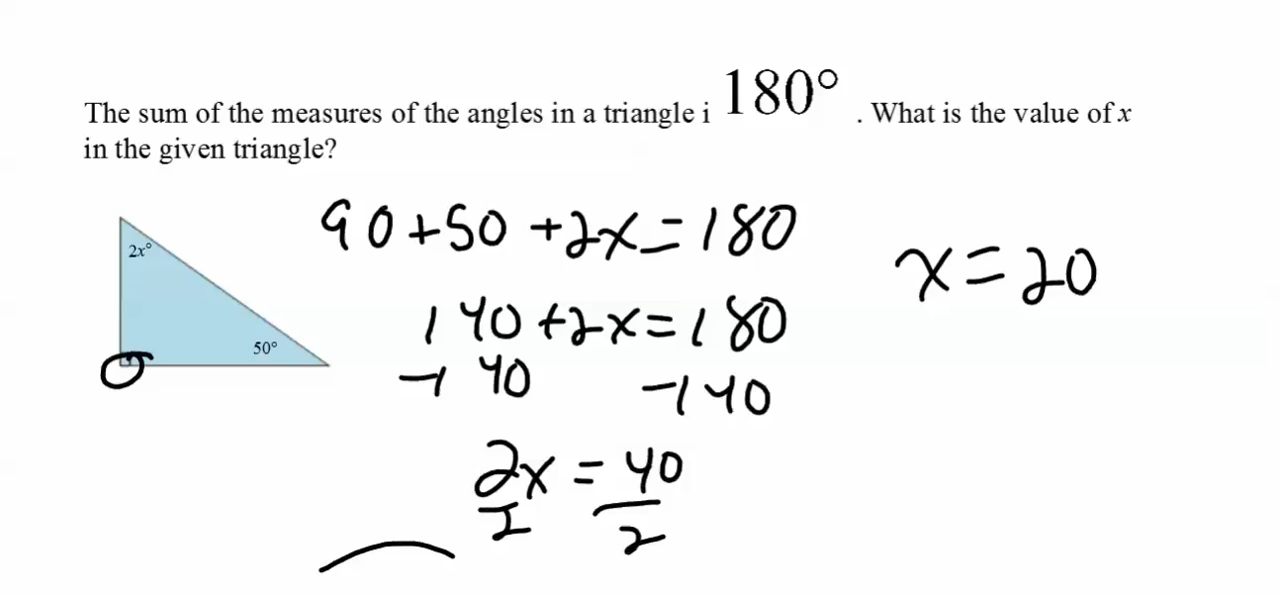 The sum of the measures of the angles in a triangle i 180° . What is the value of x
in the given triangle?
2x°
50°
90+50+2x=180
140+2x=180
-140 -140
2x = 40
2 2
x=20